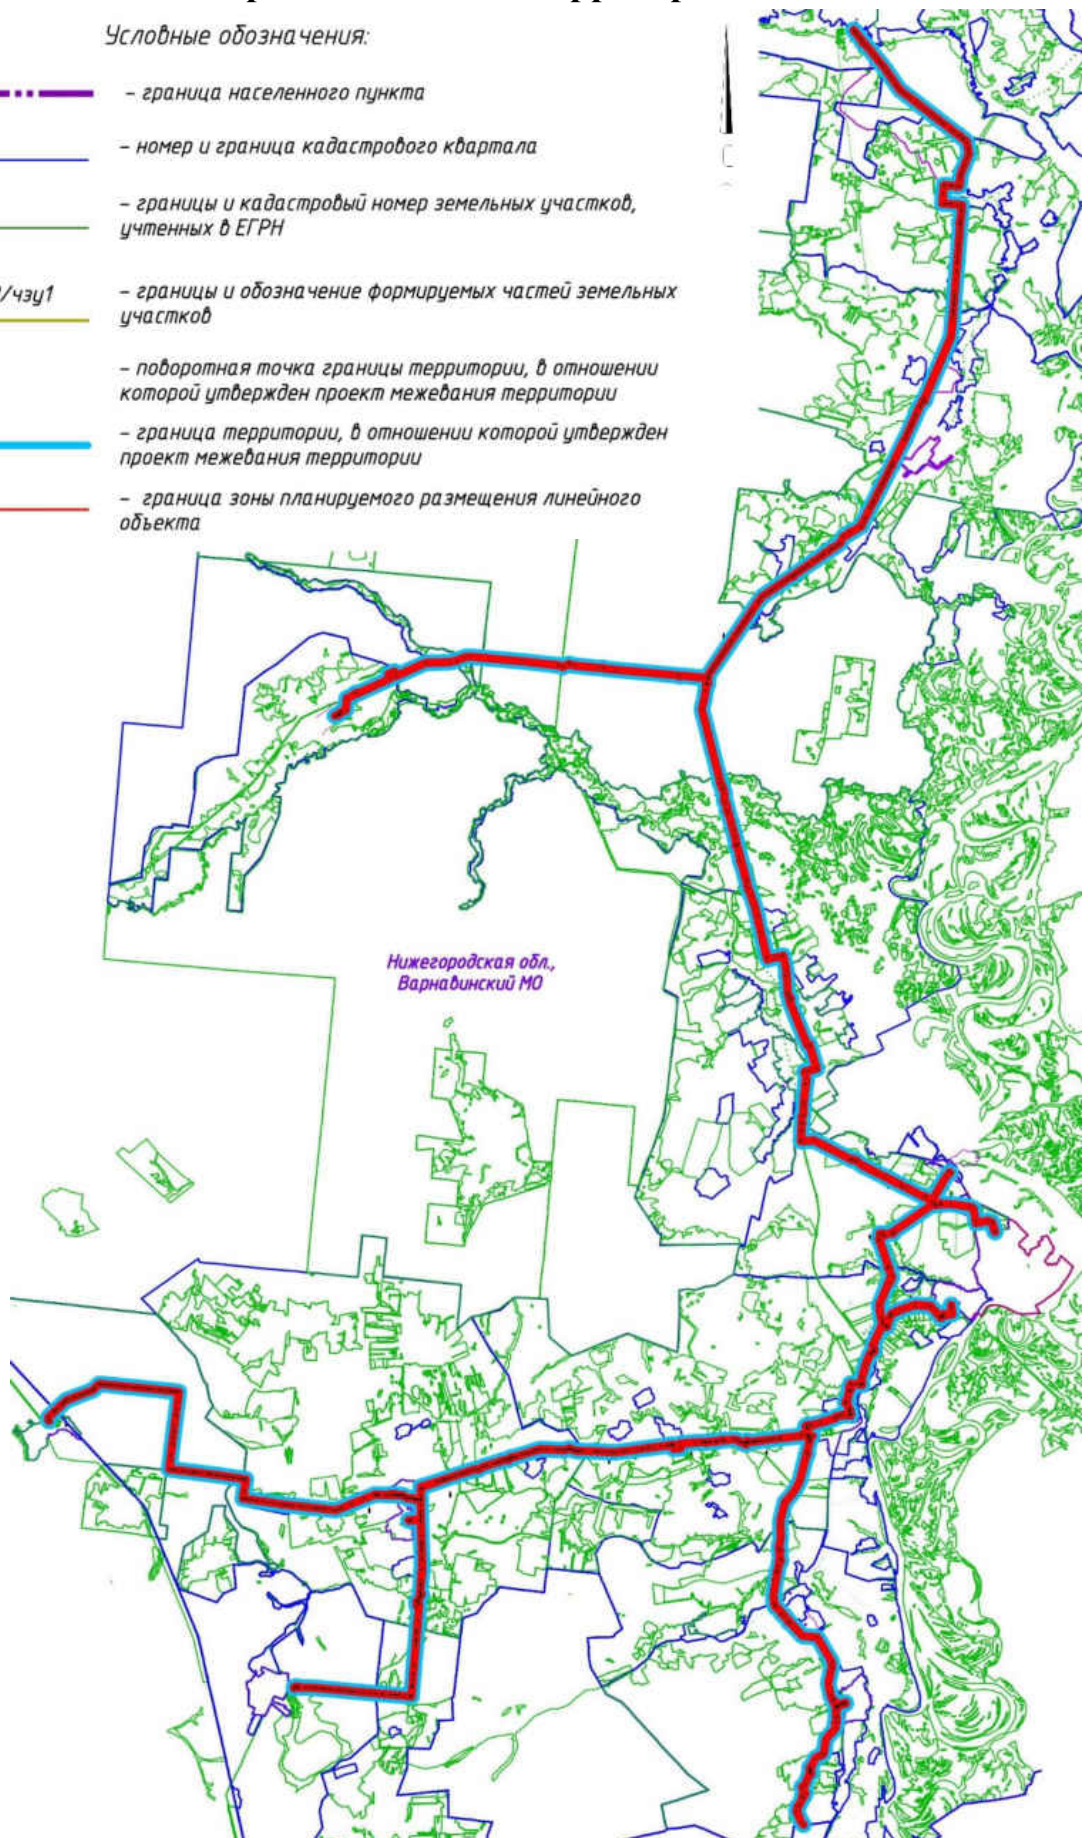 Условные обозначения:
– граница населенного пункта
– номер и граница кадастрового квартала
– границы и кадастровый номер земельных участков,
учтенных в ЕГРН
/чзу1
– границы и обозначение формируемых частей земельных
участков
– поворотная точка границы территории, в отношении
которой утвержден проект межевания территории
– граница территории, в отношении которой утвержден
проект межевания территории
– граница зоны планируемого размещения линейного
объекта
Нижегородская обл.,
Варнавинский МО